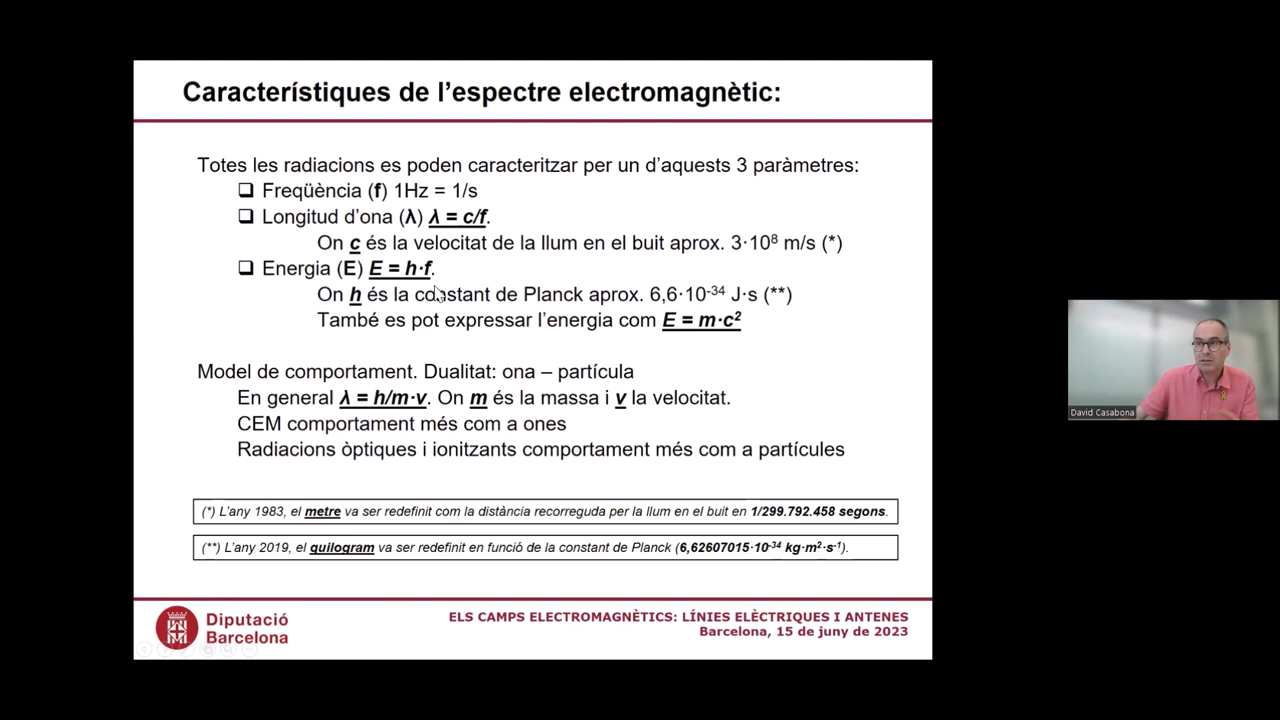 Característiques de l'espectre electromagnètic:
Totes les radiacions es poden caracteritzar per un d'aquests 3 paràmetres:
❑ Freqüència (f) 1Hz = 1/s
❑ Longitud d'ona (λ) λ = c/f.
On c és la velocitat de la llum en el buit aprox. 3·10⁸ m/s (*)
❑ Energia (E) E = h·f.
On h és la constant de Planck aprox. 6,6·10⁻³⁴ J·s (**)
També es pot expressar l'energia com E = m·c²
Model de comportament. Dualitat: ona – partícula
En general λ = h/m·v. On m és la massa i v la velocitat.
CEM comportament més com a ones
Radiacions òptiques i ionitzants comportament més com a partícules
(*) L'any 1983, el metre va ser redefinit com la distància recorreguda per la llum en el buit en 1/299.792.458 segons.
(**) L'any 2019, el quilogram va ser redefinit en funció de la constant de Planck (6,62607015·10⁻³⁴ kg·m²·s⁻¹).
Diputació
Barcelona
ELS CAMPS ELECTROMAGNÈTICS: LÍNIES ELÈCTRIQUES I ANTENES
Barcelona, 15 de juny de 2023
David Casabona